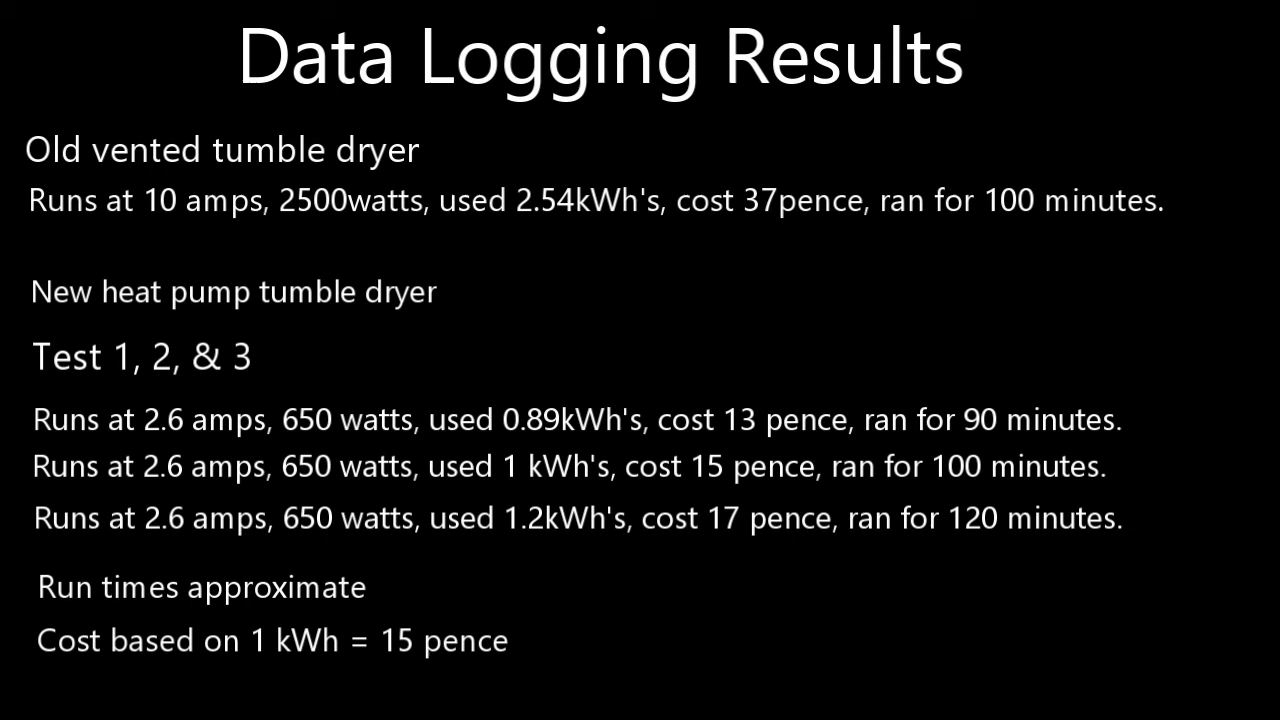 Data Logging Results
Old vented tumble dryer
Runs at 10 amps, 2500watts, used 2.54kWh's, cost 37pence, ran for 100 minutes.
New heat pump tumble dryer
Test 1, 2, & 3
Runs at 2.6 amps, 650 watts, used 0.89kWh's, cost 13 pence, ran for 90 minutes.
Runs at 2.6 amps, 650 watts, used 1 kWh's, cost 15 pence, ran for 100 minutes.
Runs at 2.6 amps, 650 watts, used 1.2kWh's, cost 17 pence, ran for 120 minutes.
Run times approximate
Cost based on 1 kWh = 15 pence